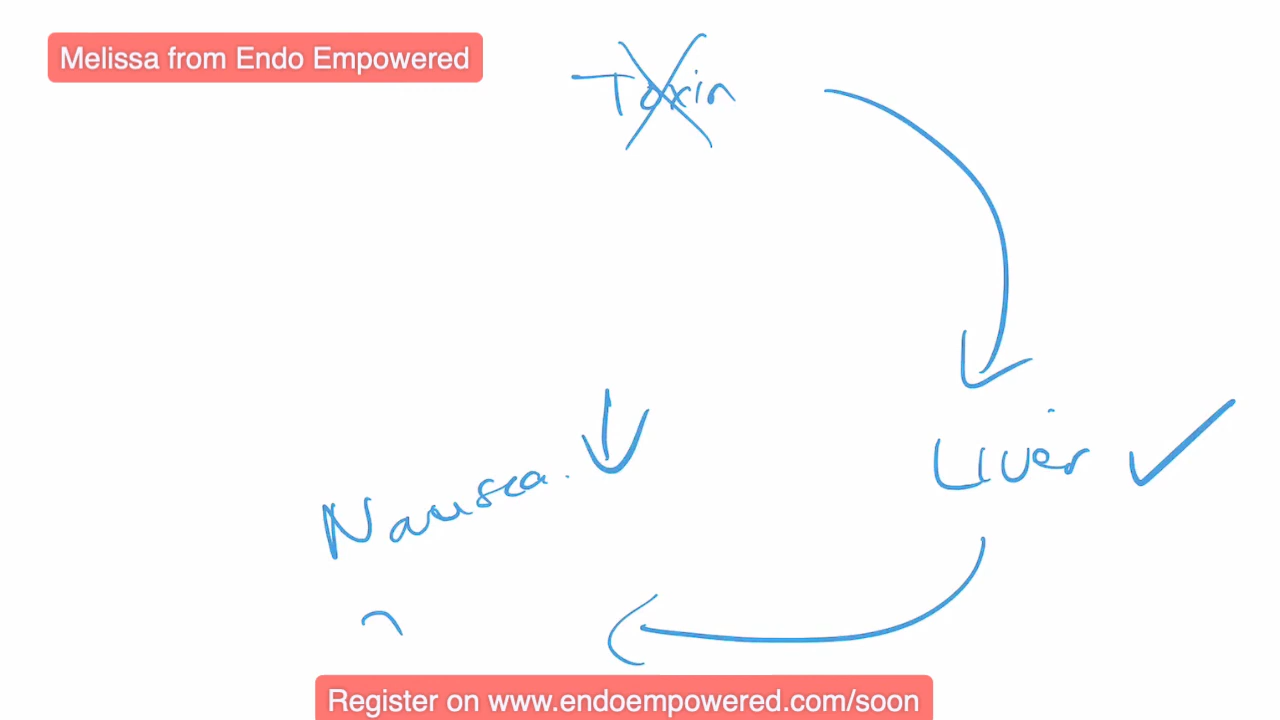 Melissa from Endo Empowered
Toxin
Liver
Nausea.
Register on www.endoempowered.com/soon